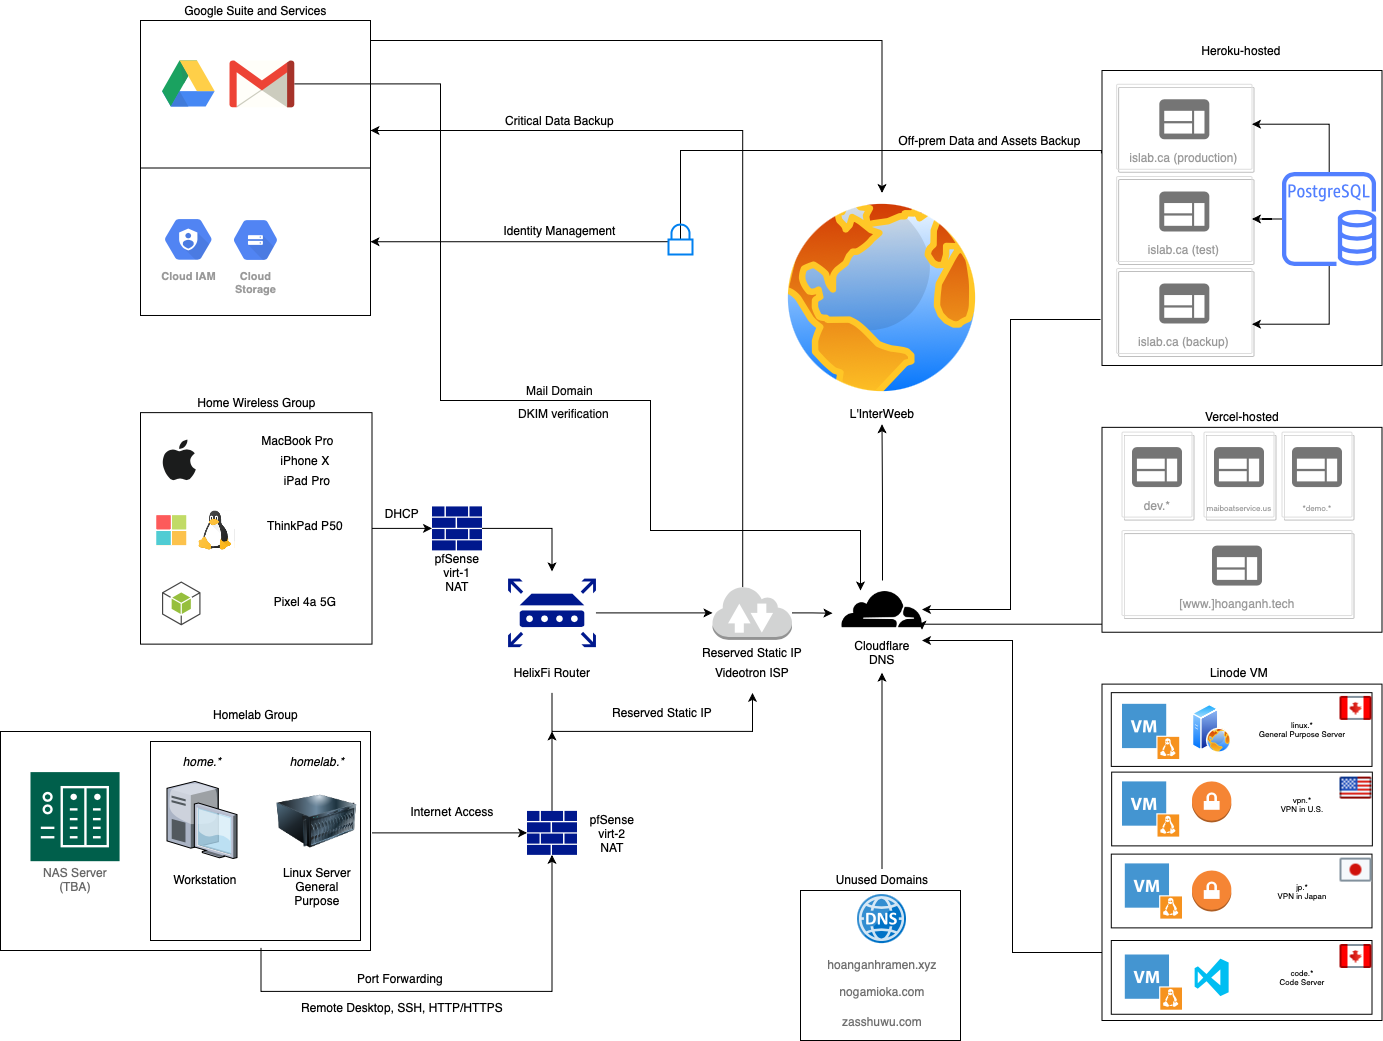 Google Suite and Services
Cloud IAM
Cloud
Storage
Critical Data Backup
Off-prem Data and Assets Backup
Identity Management
Heroku-hosted
islab.ca (production)
islab.ca (test)
islab.ca (backup)
PostgreSQL
L'InterWeeb
Mail Domain
DKIM verification
Home Wireless Group
MacBook Pro
iPhone X
iPad Pro
ThinkPad P50
Pixel 4a 5G
DHCP
pfSense
virt-1
NAT
HelixFi Router
Reserved Static IP
Videotron ISP
Cloudflare
DNS
Vercel-hosted
dev.*
maiboatservice.us
*demo.*
[www.]hoanganh.tech
Homelab Group
NAS Server
(TBA)
home.*
Workstation
homelab.*
Linux Server
General
Purpose
Internet Access
Reserved Static IP
pfSense
virt-2
NAT
Port Forwarding
Remote Desktop, SSH, HTTP/HTTPS
Unused Domains
DNS
hoanganhramen.xyz
nogamioka.com
zasshuwu.com
Linode VM
VM
linux.*
General Purpose Server
VM
vpn.*
VPN in U.S.
VM
jp.*
VPN in Japan
VM
code.*
Code Server